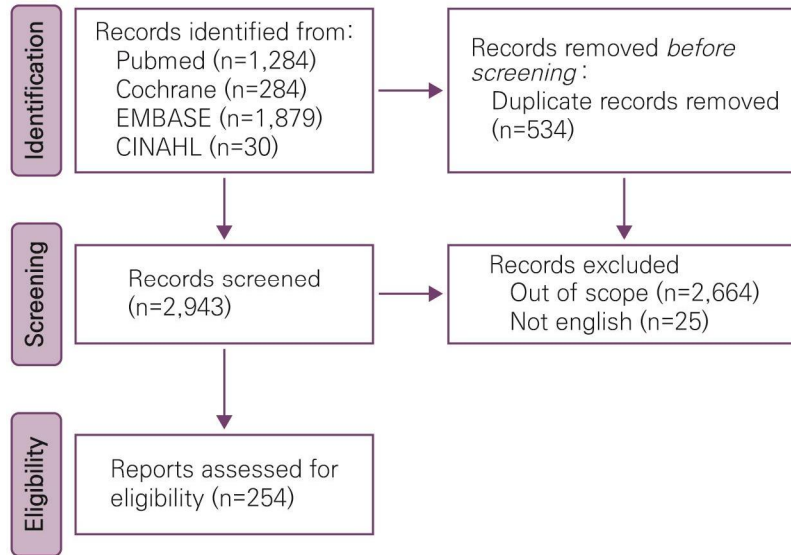 Identification
Records identified from:
Pubmed (n=1,284)
Cochrane (n=284)
EMBASE (n=1,879)
CINAHL (n=30)
Records removed before
screening:
Duplicate records removed
(n=534)
Screening
Records screened
(n=2,943)
Records excluded
Out of scope (n=2,664)
Not english (n=25)
Eligibility
Reports assessed for
eligibility (n=254)